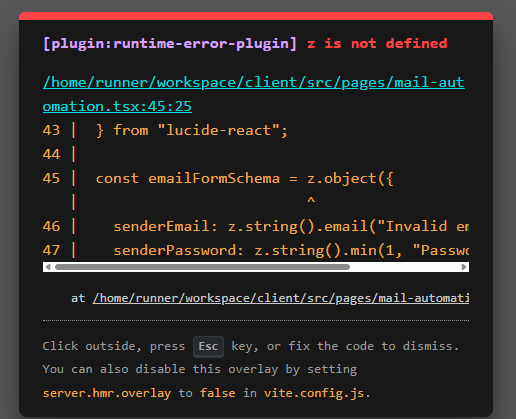 [plugin:runtime-error-plugin] z is not defined
/home/runner/workspace/client/src/pages/mail-aut
omation.tsx:45:25
43 |  } from "lucide-react";
44 |
45 |  const emailFormSchema = z.object({
   |                          ^
46 |    senderEmail: z.string().email("Invalid em
47 |    senderPassword: z.string().min(1, "Passwo
at /home/runner/workspace/client/src/pages/mail-automati
Click outside, press Esc key, or fix the code to dismiss.
You can also disable this overlay by setting
server.hmr.overlay to false in vite.config.js.